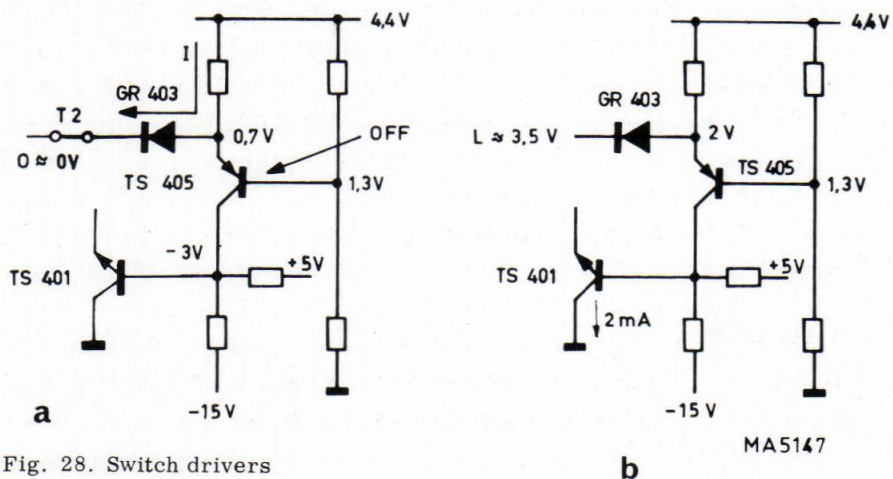 4,4V
I
GR 403
T2
0,7V
OFF
O ≈ 0V
TS 405
1,3V
-3V
+5V
TS 401
-15V
a
4,4V
GR 403
L ≈ 3,5 V
2V
TS 405
1,3V
+5V
TS 401
2mA
-15V
b
MA5147
Fig. 28. Switch drivers